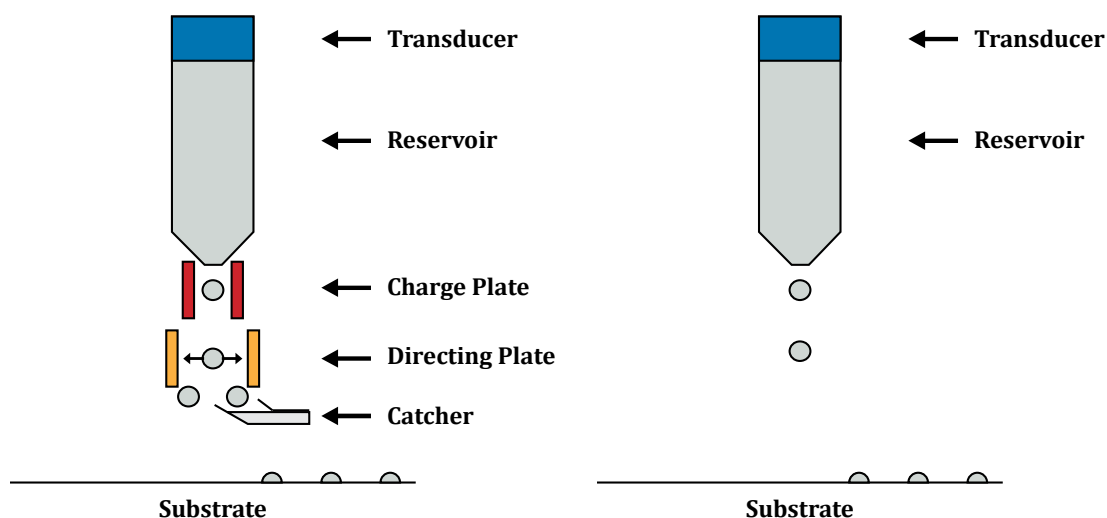 Transducer
Reservoir
Charge Plate
Directing Plate
Catcher
Substrate
Transducer
Reservoir
Substrate